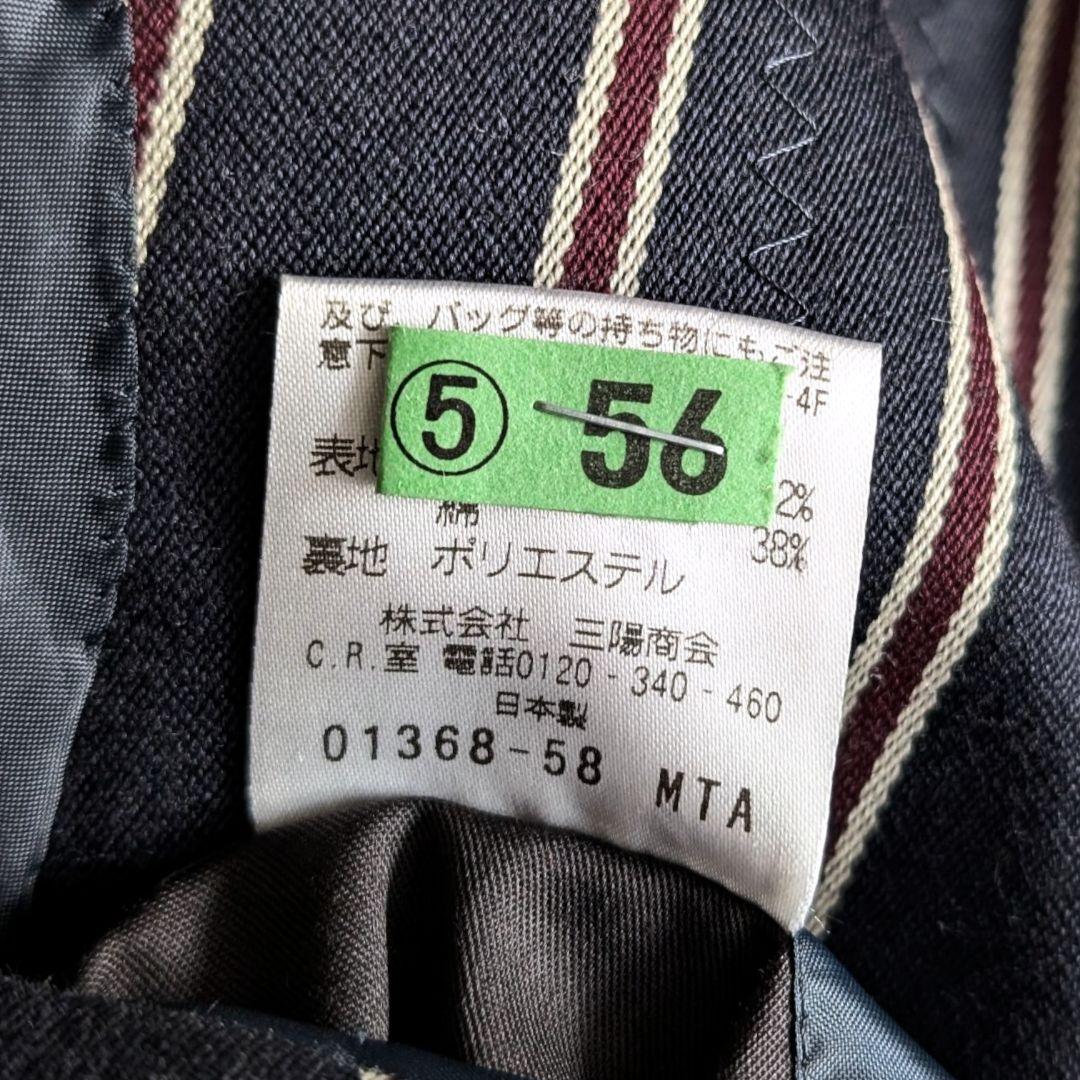 及び、バッグ等の持ち物にもご注
意下
-4F
⑤ 56
表地
2%
綿 38%
裏地 ポリエステル
株式会社 三陽商会
C.R.室 電話0120-340-460
日本製
01368-58 MTA